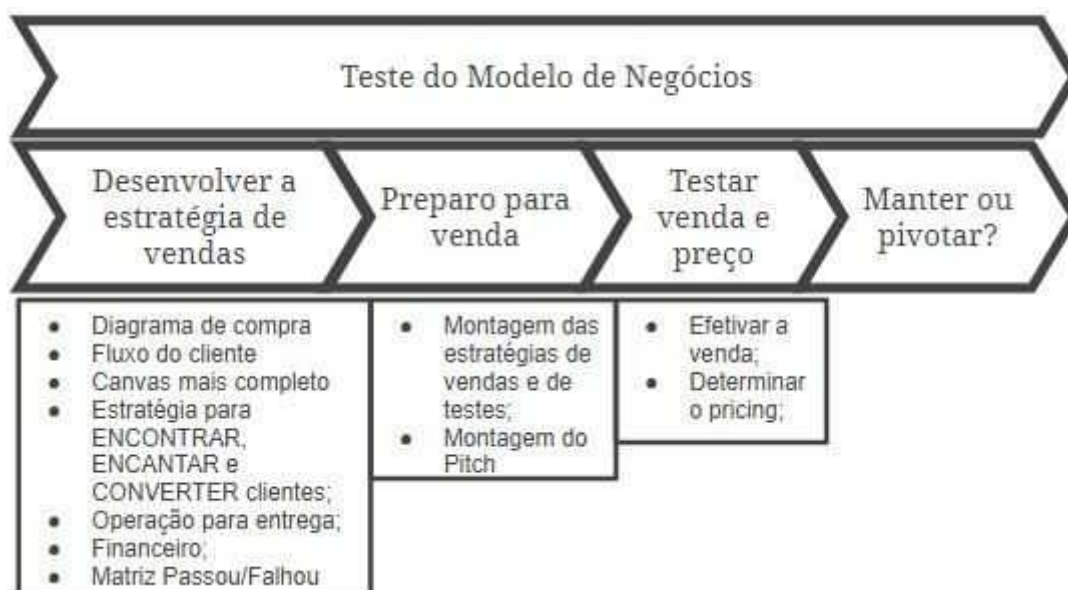 Teste do Modelo de Negócios
Desenvolver a
estratégia de
vendas
Preparo para
venda
Testar
venda e
preço
Manter ou
pivotar?
● Diagrama de compra
● Fluxo do cliente
● Canvas mais completo
● Estratégia para
ENCONTRAR,
ENCANTAR e
CONVERTER clientes;
● Operação para entrega;
● Financeiro;
● Matriz Passou/Falhou
● Montagem das
estratégias de
vendas e de
testes;
● Montagem do
Pitch
● Efetivar a
venda;
● Determinar
o pricing;